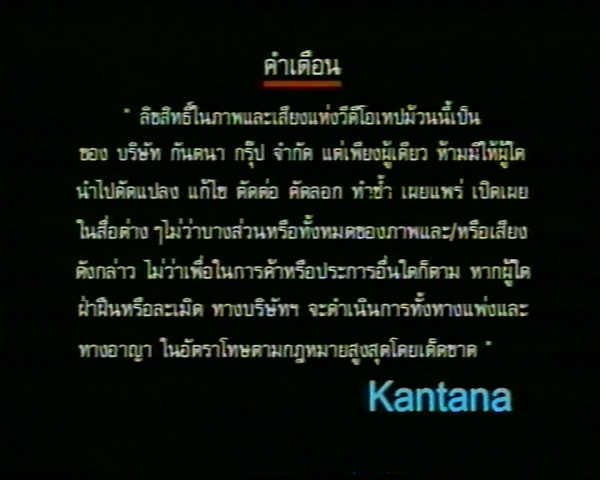 คำเตือน
" ลิขสิทธิ์ในภาพและเสียงแห่งวีดีโอเทปม้วนนี้เป็น
ของ บริษัท กันตนา กรุ๊ป จำกัด แต่เพียงผู้เดียว ห้ามมิให้ผู้ใด
นำไปดัดแปลง แก้ไข ตัดต่อ คัดลอก ทำซ้ำ เผยแพร่ เปิดเผย
ในสื่อต่าง ๆไม่ว่าบางส่วนหรือทั้งหมดของภาพและ/หรือเสียง
ดังกล่าว ไม่ว่าเพื่อในการค้าหรือประการอื่นใดก็ตาม หากผู้ใด
ฝ่าฝืนหรือละเมิด ทางบริษัทฯ จะดำเนินการทั้งทางแพ่งและ
ทางอาญา ในอัตราโทษตามกฎหมายสูงสุดโดยเด็ดขาด "
Kantana